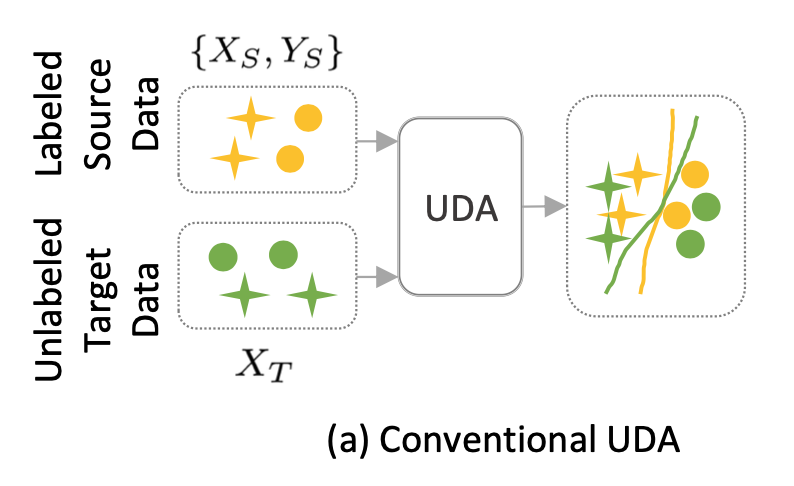 {X_S, Y_S}
Labeled
Source
Data
UDA
Unlabeled
Target
Data
X_T
(a) Conventional UDA